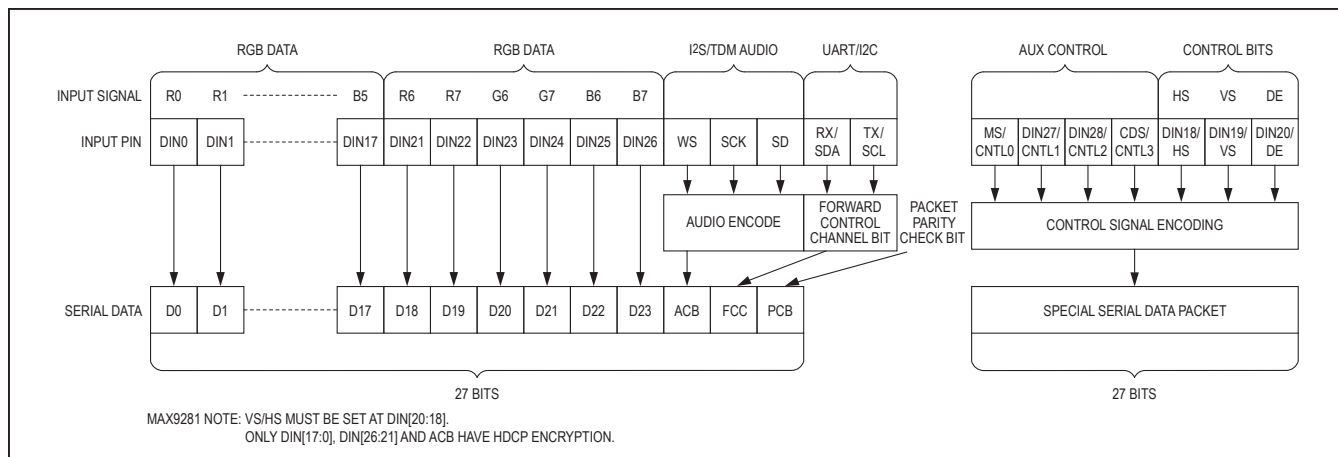 RGB DATA RGB DATA I²S/TDM AUDIO UART/I2C AUX CONTROL CONTROL BITS
INPUT SIGNAL R0 R1 B5 R6 R7 G6 G7 B6 B7 HS VS DE
INPUT PIN DIN0 DIN1 DIN17 DIN21 DIN22 DIN23 DIN24 DIN25 DIN26 WS SCK SD RX/ TX/ MS/ DIN27/ DIN28/ CDS/ DIN18/ DIN19/ DIN20/
SDA SCL CNTL0 CNTL1 CNTL2 CNTL3 HS VS DE
AUDIO ENCODE
FORWARD
CONTROL
CHANNEL BIT
PACKET
PARITY
CHECK BIT
CONTROL SIGNAL ENCODING
SERIAL DATA D0 D1 D17 D18 D19 D20 D21 D22 D23 ACB FCC PCB SPECIAL SERIAL DATA PACKET
27 BITS 27 BITS
MAX9281 NOTE: VS/HS MUST BE SET AT DIN[20:18].
ONLY DIN[17:0], DIN[26:21] AND ACB HAVE HDCP ENCRYPTION.